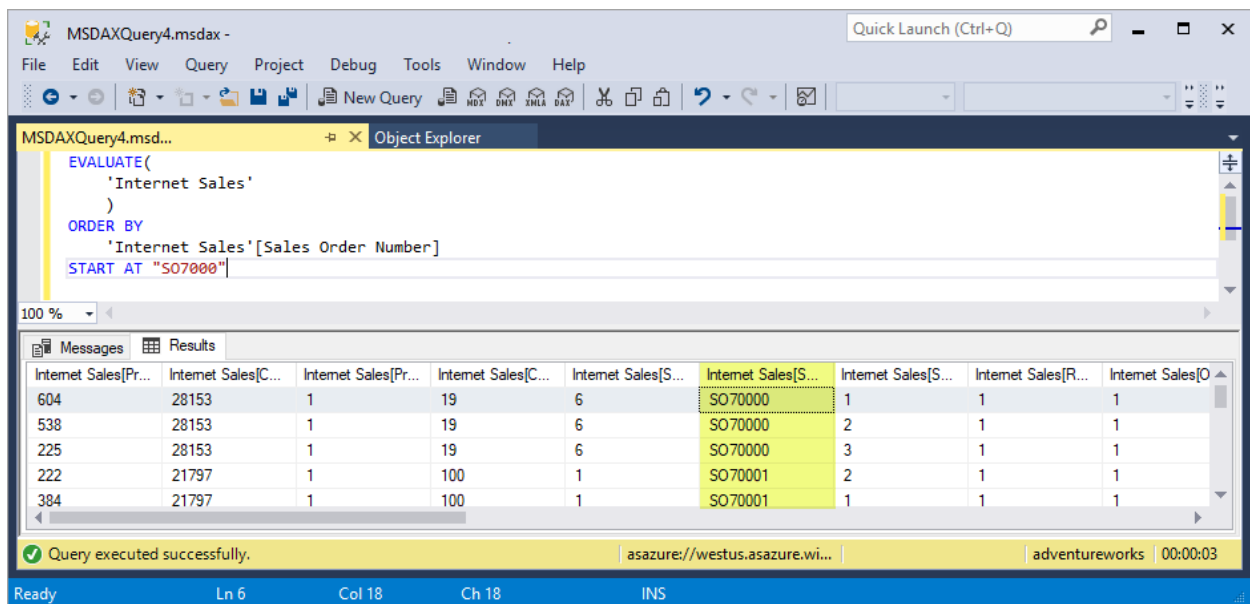 MSDAXQuery4.msdax -
Quick Launch (Ctrl+Q)
File Edit View Query Project Debug Tools Window Help
New Query MDX DMX XMLA DAX
MSDAXQuery4.msd... Object Explorer
EVALUATE(
'Internet Sales'
)
ORDER BY
'Internet Sales'[Sales Order Number]
START AT "SO7000"
100 %
Messages Results
Internet Sales[Pr... Internet Sales[C... Internet Sales[Pr... Internet Sales[C... Internet Sales[S... Internet Sales[S... Internet Sales[S... Internet Sales[R... Internet Sales[O
604 28153 1 19 6 SO70000 1 1 1
538 28153 1 19 6 SO70000 2 1 1
225 28153 1 19 6 SO70000 3 1 1
222 21797 1 100 1 SO70001 2 1 1
384 21797 1 100 1 SO70001 1 1 1
Query executed successfully. asazure://westus.asazure.wi... adventureworks 00:00:03
Ready Ln 6 Col 18 Ch 18 INS